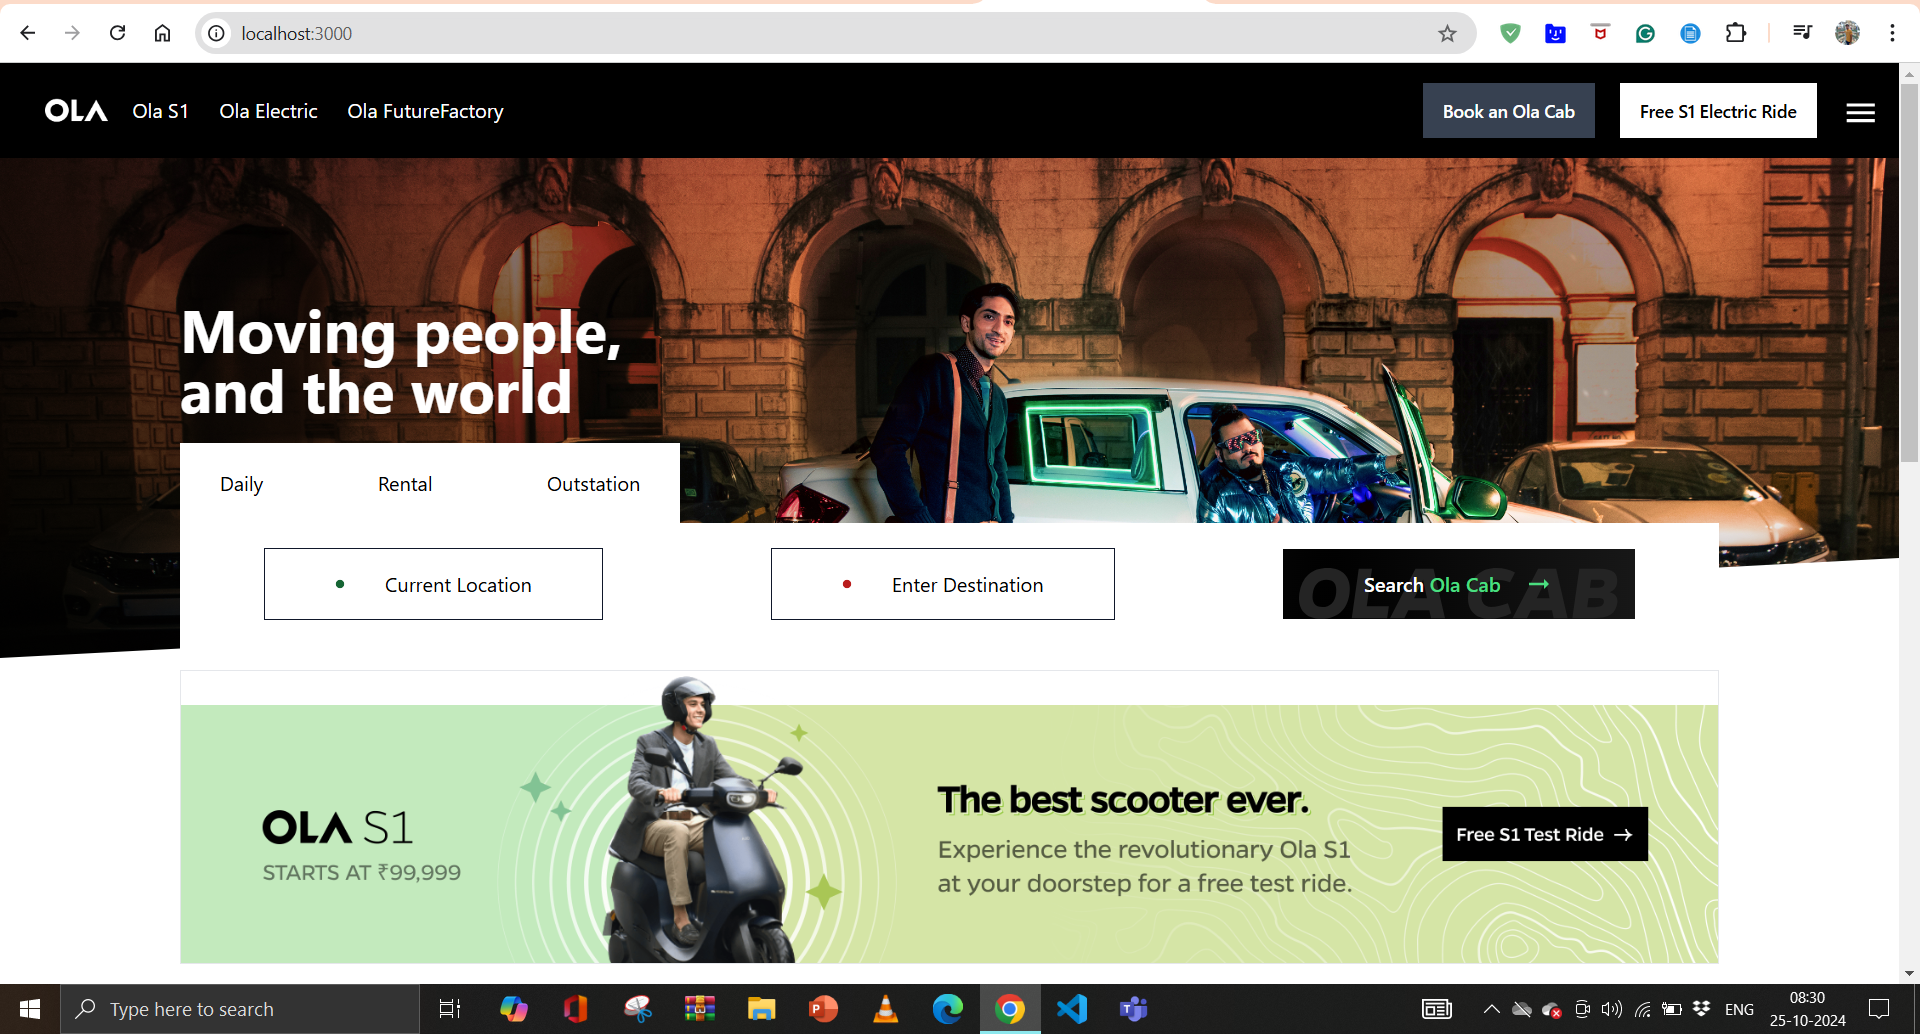 localhost:3000
OLA
Ola S1
Ola Electric
Ola FutureFactory
Book an Ola Cab
Free S1 Electric Ride
Moving people,
and the world
Daily
Rental
Outstation
Current Location
Enter Destination
OLA CAB
Search Ola Cab →
OLA S1
STARTS AT ₹99,999
The best scooter ever.
Experience the revolutionary Ola S1
at your doorstep for a free test ride.
Free S1 Test Ride →
Type here to search
ENG
08:30
25-10-2024